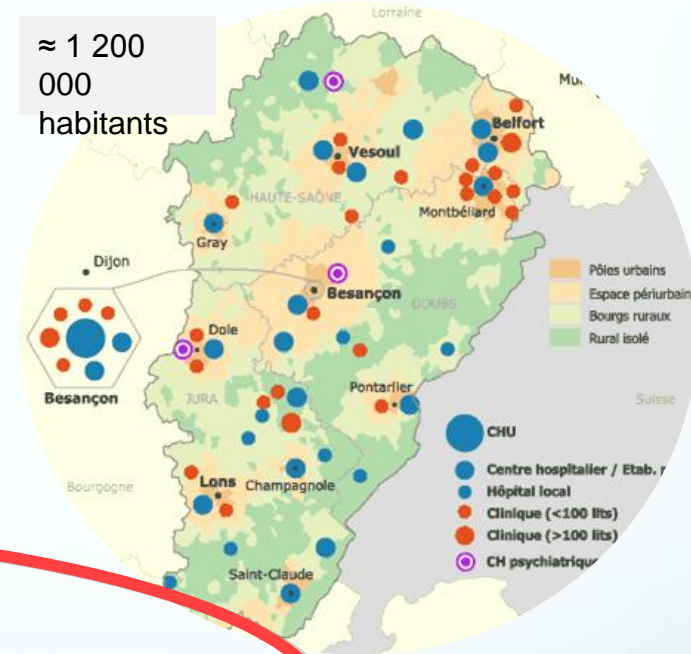 ≈ 1 200
000
habitants
Lorraine
Belfort
Vesoul
HAUTE-SAÔNE
Montbéliard
Gray
Dijon
Besançon
DOUBS
Dole
Besançon
JURA
Pontarlier
Suisse
Bourgogne
Lons
Champagnole
Saint-Claude
Pôles urbains
Espace périurbain
Bourgs ruraux
Rural isolé
CHU
Centre hospitalier / Etab.
Hôpital local
Clinique (<100 lits)
Clinique (>100 lits)
CH psychiatrique